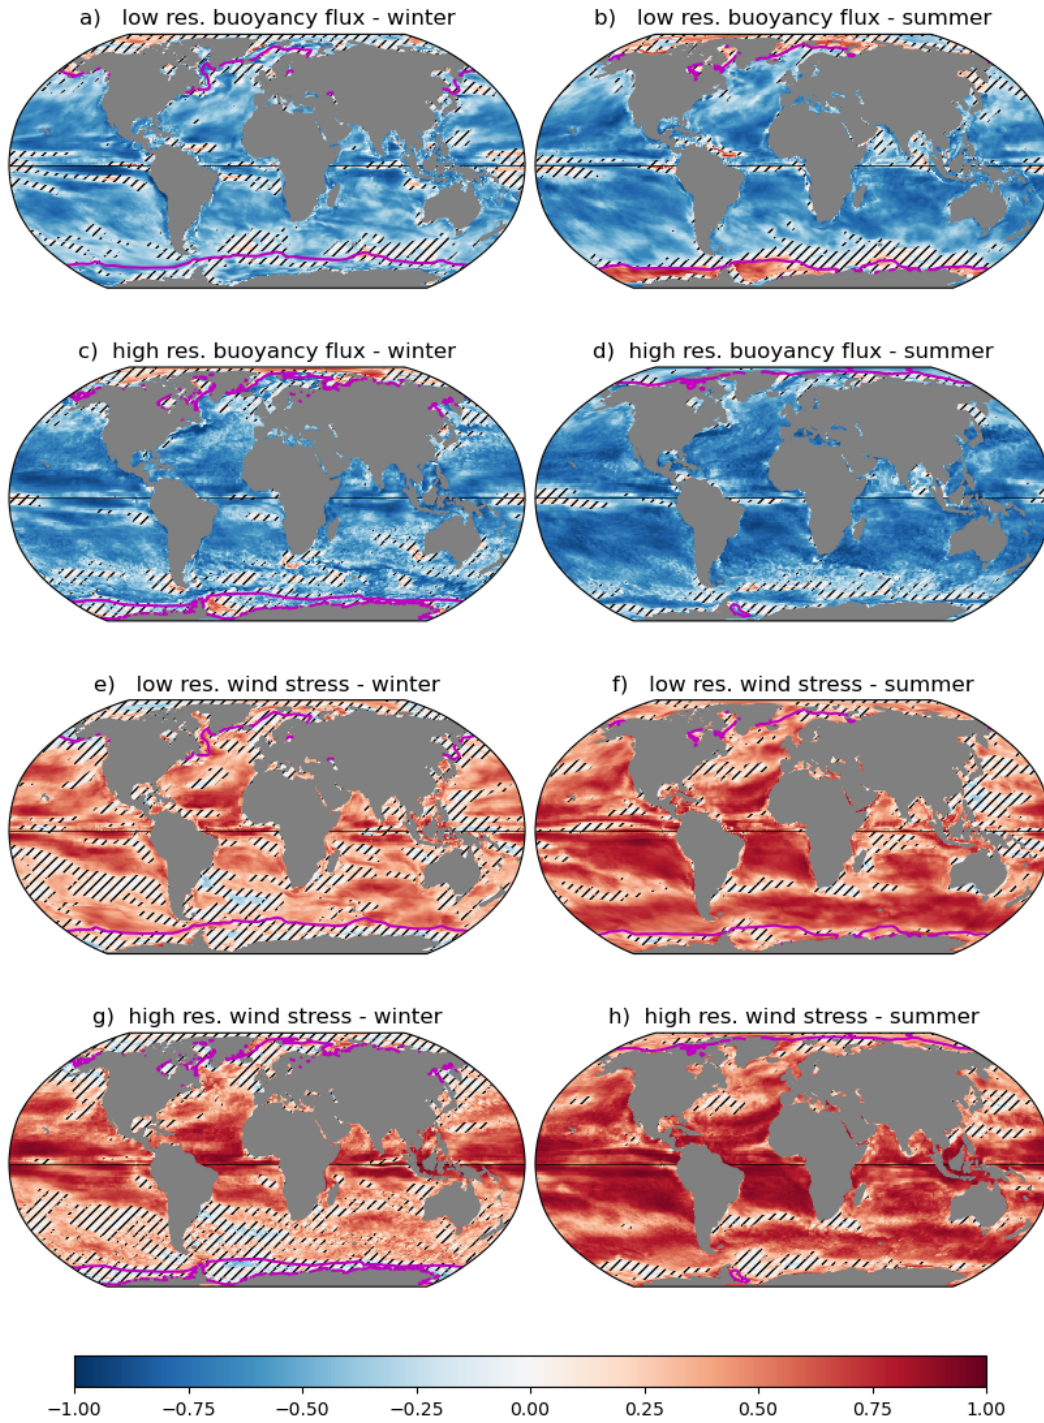 a) low res. buoyancy flux - winter
b) low res. buoyancy flux - summer
c) high res. buoyancy flux - winter
d) high res. buoyancy flux - summer
e) low res. wind stress - winter
f) low res. wind stress - summer
g) high res. wind stress - winter
h) high res. wind stress - summer
−1.00 −0.75 −0.50 −0.25 0.00 0.25 0.50 0.75 1.00